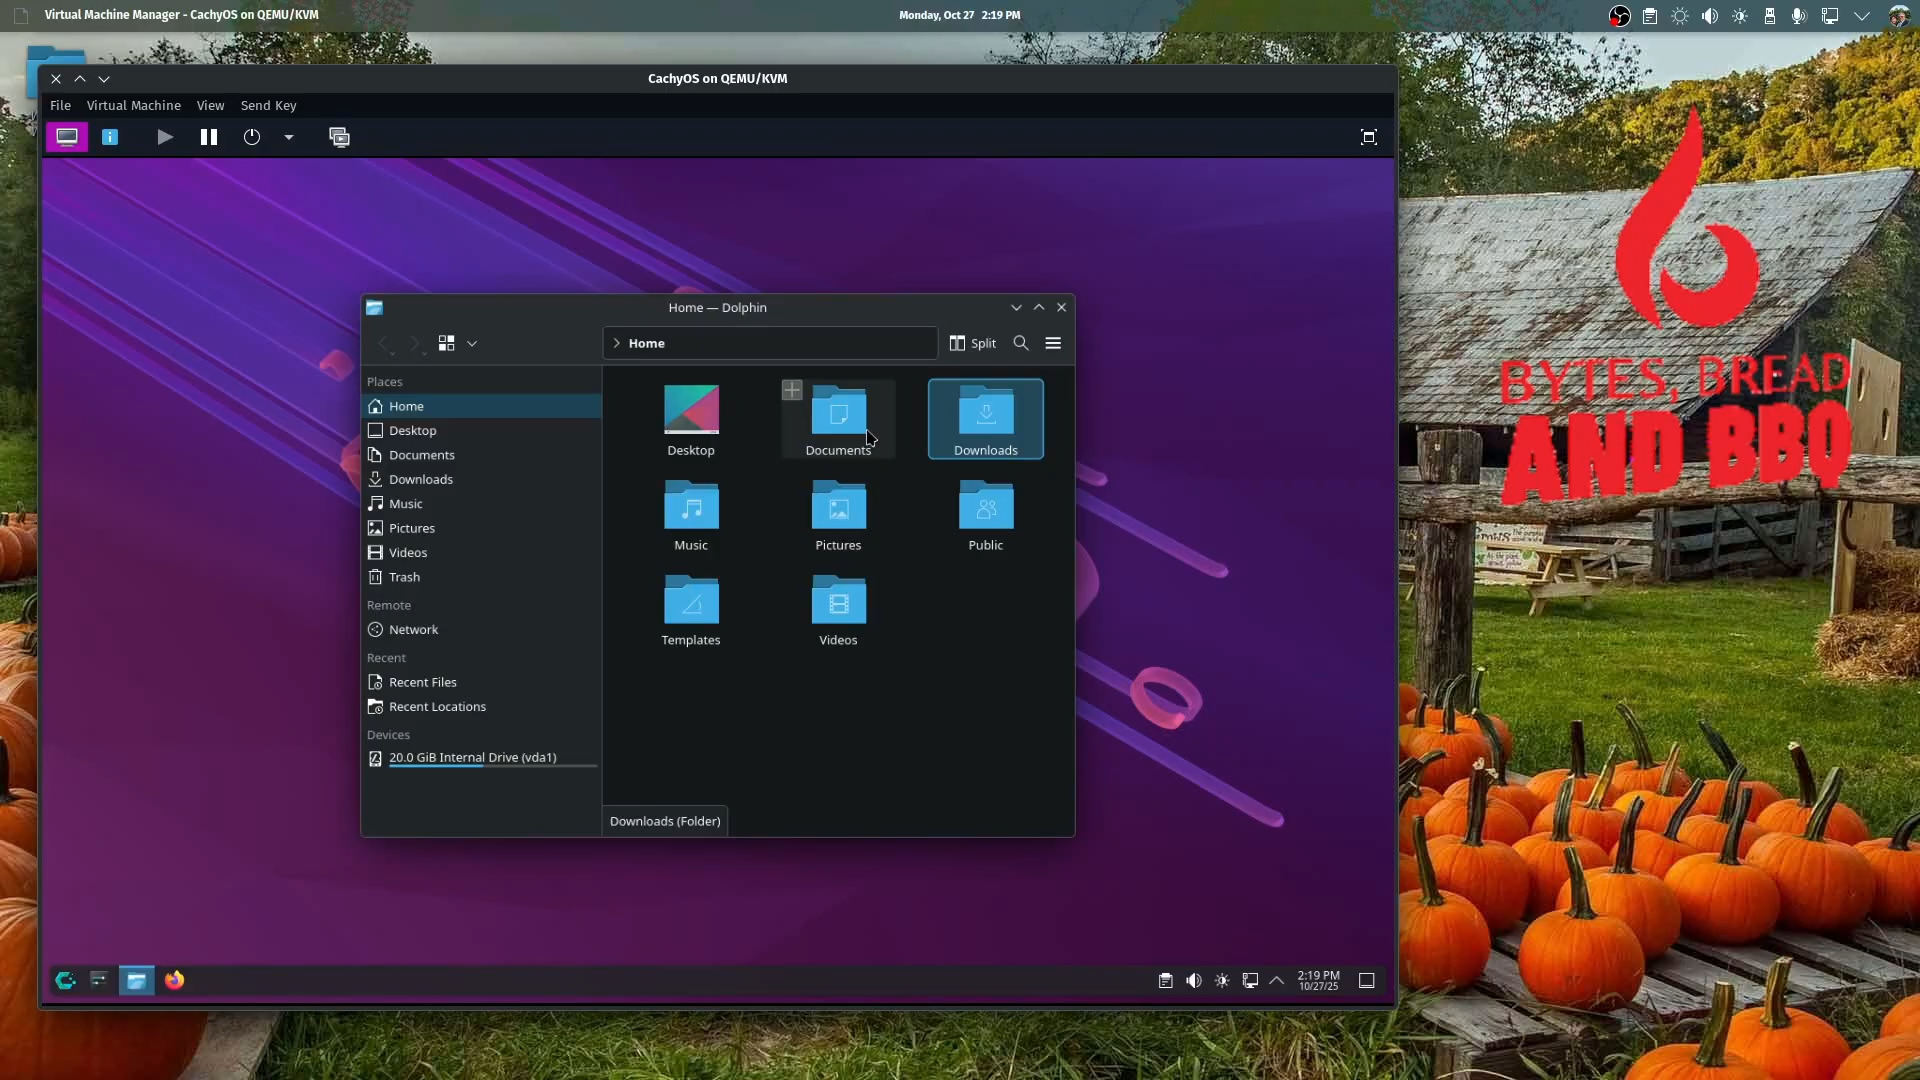 Virtual Machine Manager - CachyOS on QEMU/KVM
Monday, Oct 27 2:19 PM
CachyOS on QEMU/KVM
File Virtual Machine View Send Key
BYTES, BREAD
AND BBQ
Home — Dolphin
Home
Split
Places
Home
Desktop
Documents
Downloads
Music
Pictures
Videos
Trash
Remote
Network
Recent
Recent Files
Recent Locations
Devices
20.0 GiB Internal Drive (vda1)
Desktop Documents Downloads
Music Pictures Public
Templates Videos
Downloads (Folder)
2:19 PM
10/27/25